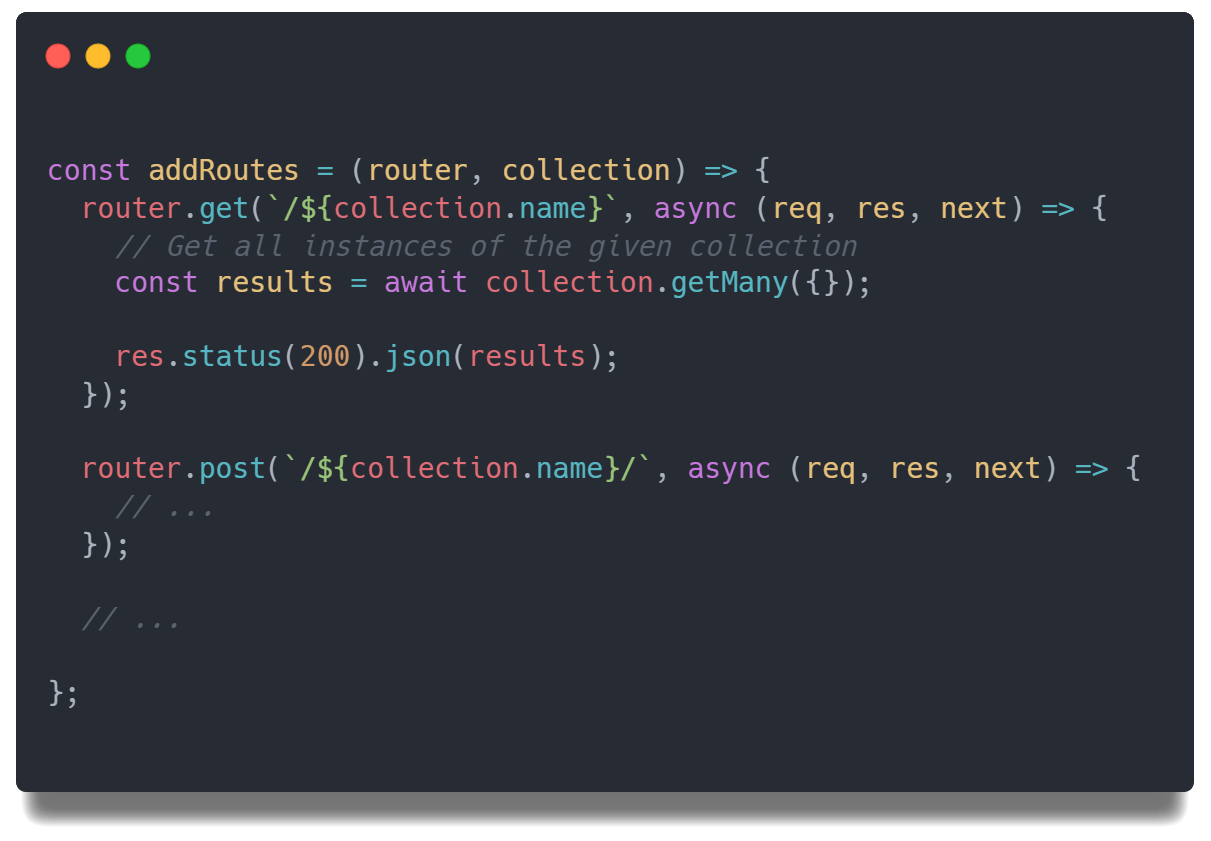 const addRoutes = (router, collection) => {
  router.get(`/${collection.name}`, async (req, res, next) => {
    // Get all instances of the given collection
    const results = await collection.getMany({});

    res.status(200).json(results);
  });

  router.post(`/${collection.name}/`, async (req, res, next) => {
    // ...
  });

  // ...

};